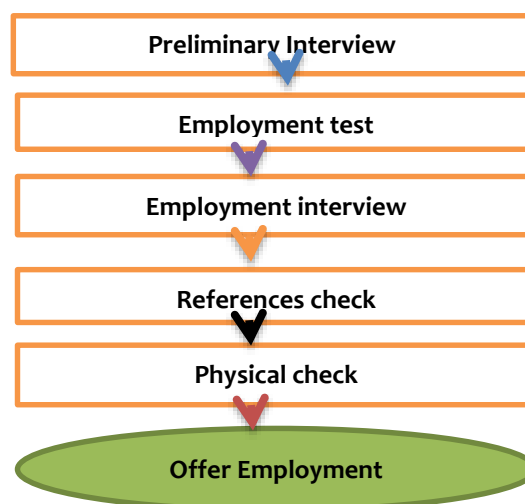 Preliminary Interview
Employment test
Employment interview
References check
Physical check
Offer Employment